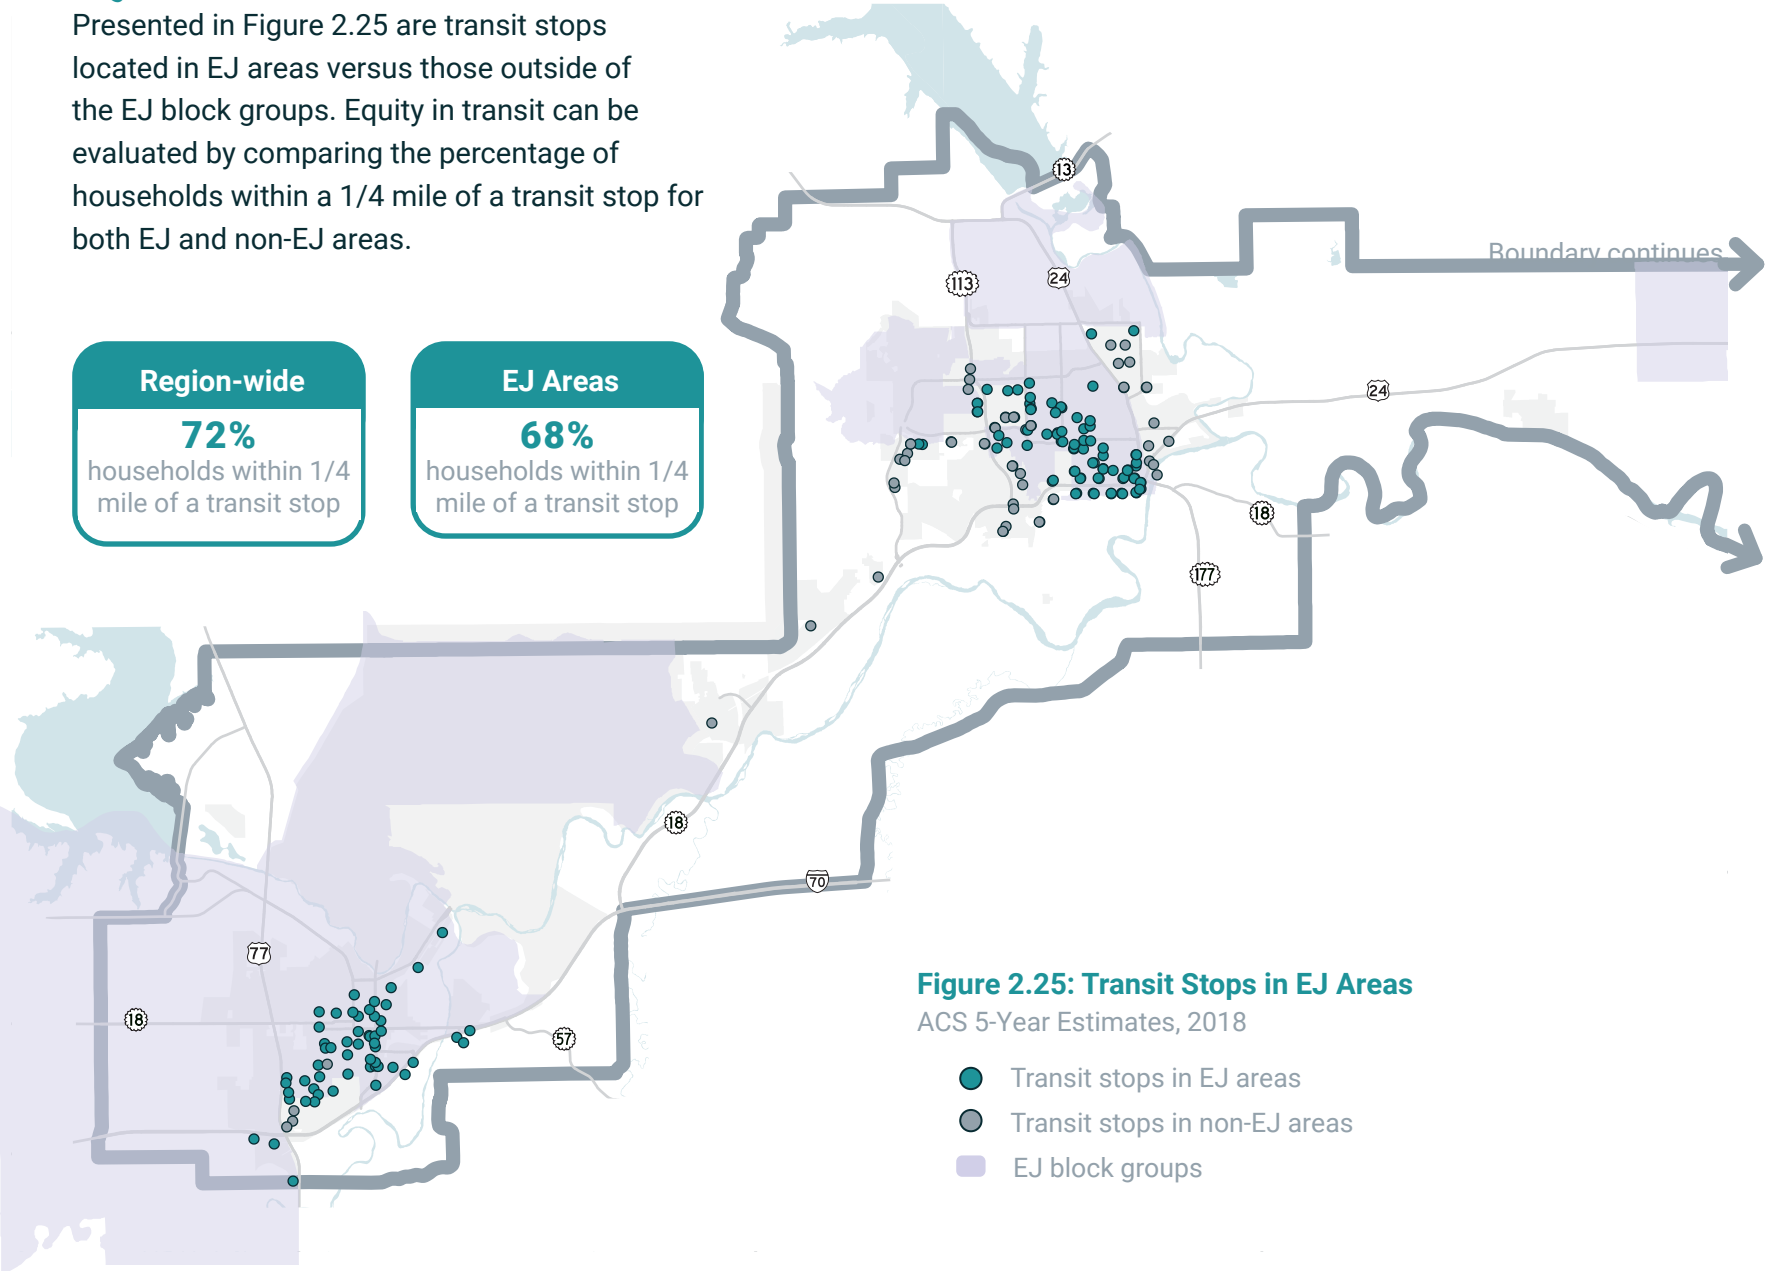 Presented in Figure 2.25 are transit stops
located in EJ areas versus those outside of
the EJ block groups. Equity in transit can be
evaluated by comparing the percentage of
households within a 1/4 mile of a transit stop for
both EJ and non-EJ areas.
Region-wide
72%
households within 1/4
mile of a transit stop
EJ Areas
68%
households within 1/4
mile of a transit stop
13
Boundary continues
113
24
24
18
177
18
70
77
18
57
Figure 2.25: Transit Stops in EJ Areas
ACS 5-Year Estimates, 2018
Transit stops in EJ areas
Transit stops in non-EJ areas
EJ block groups